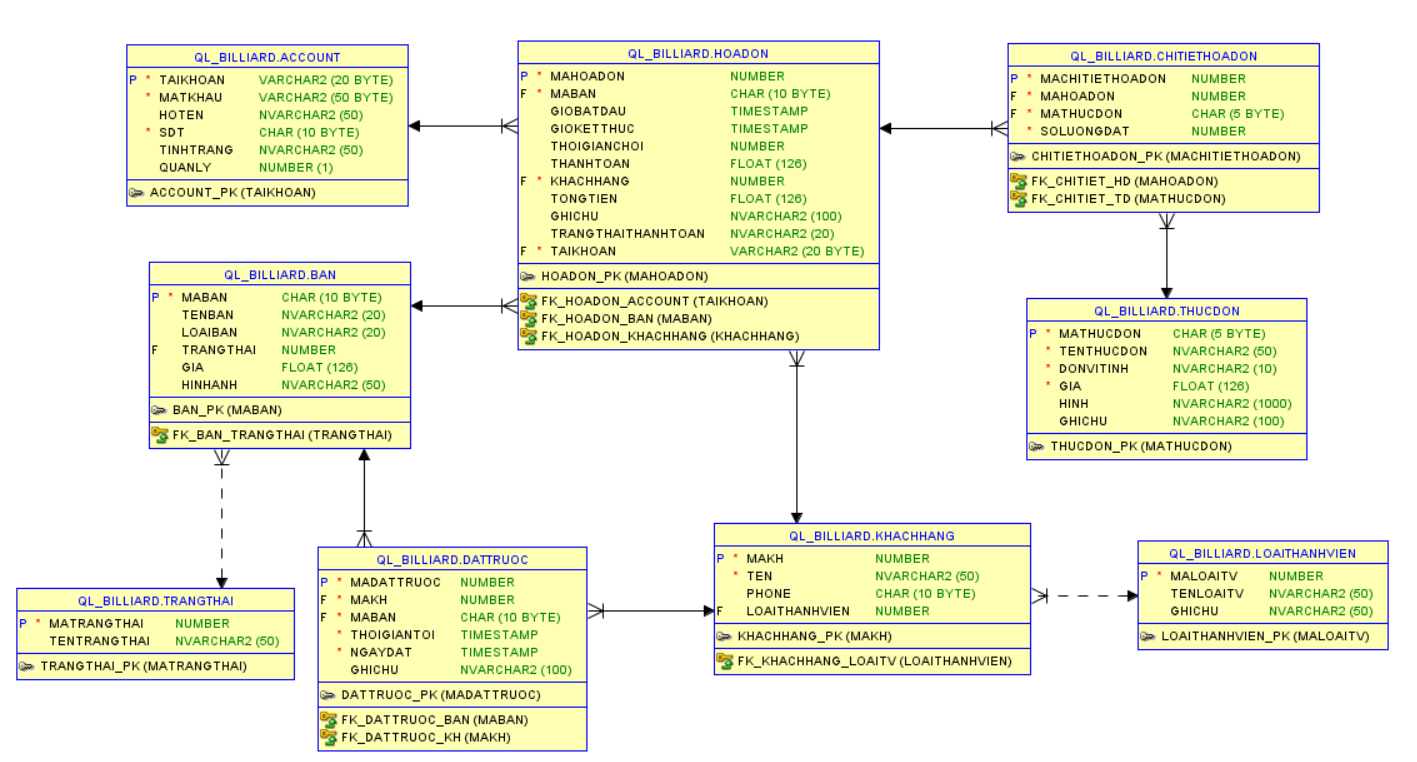 QL_BILLIARD.ACCOUNT
P * TAIKHOAN VARCHAR2 (20 BYTE)
* MATKHAU VARCHAR2 (50 BYTE)
HOTEN NVARCHAR2 (50)
* SDT CHAR (10 BYTE)
TINHTRANG NVARCHAR2 (50)
QUANLY NUMBER (1)
ACCOUNT_PK (TAIKHOAN)
QL_BILLIARD.HOADON
P * MAHOADON NUMBER
F * MABAN CHAR (10 BYTE)
GIOBATDAU TIMESTAMP
GIOKETTHUC TIMESTAMP
THOIGIANCHOI NUMBER
THANHTOAN FLOAT (126)
F * KHACHHANG NUMBER
TONGTIEN FLOAT (126)
GHICHU NVARCHAR2 (100)
TRANGTHAITHANHTOAN NVARCHAR2 (20)
F * TAIKHOAN VARCHAR2 (20 BYTE)
HOADON_PK (MAHOADON)
FK_HOADON_ACCOUNT (TAIKHOAN)
FK_HOADON_BAN (MABAN)
FK_HOADON_KHACHHANG (KHACHHANG)
QL_BILLIARD.CHITIETHOADON
P * MACHITIETHOADON NUMBER
F * MAHOADON NUMBER
F * MATHUCDON CHAR (5 BYTE)
* SOLUONGDAT NUMBER
CHITIETHOADON_PK (MACHITIETHOADON)
FK_CHITIET_HD (MAHOADON)
FK_CHITIET_TD (MATHUCDON)
QL_BILLIARD.BAN
P * MABAN CHAR (10 BYTE)
TENBAN NVARCHAR2 (20)
LOAIBAN NVARCHAR2 (20)
F TRANGTHAI NUMBER
GIA FLOAT (126)
HINHANH NVARCHAR2 (50)
BAN_PK (MABAN)
FK_BAN_TRANGTHAI (TRANGTHAI)
QL_BILLIARD.THUCDON
P * MATHUCDON CHAR (5 BYTE)
* TENTHUCDON NVARCHAR2 (50)
* DONVITINH NVARCHAR2 (10)
* GIA FLOAT (126)
HINH NVARCHAR2 (1000)
GHICHU NVARCHAR2 (100)
THUCDON_PK (MATHUCDON)
QL_BILLIARD.TRANGTHAI
P * MATRANGTHAI NUMBER
TENTRANGTHAI NVARCHAR2 (50)
TRANGTHAI_PK (MATRANGTHAI)
QL_BILLIARD.DATTRUOC
P * MADATTRUOC NUMBER
F * MAKH NUMBER
F * MABAN CHAR (10 BYTE)
* THOIGIANTOI TIMESTAMP
* NGAYDAT TIMESTAMP
GHICHU NVARCHAR2 (100)
DATTRUOC_PK (MADATTRUOC)
FK_DATTRUOC_BAN (MABAN)
FK_DATTRUOC_KH (MAKH)
QL_BILLIARD.KHACHHANG
P * MAKH NUMBER
* TEN NVARCHAR2 (50)
PHONE CHAR (10 BYTE)
F LOAITHANHVIEN NUMBER
KHACHHANG_PK (MAKH)
FK_KHACHHANG_LOAITV (LOAITHANHVIEN)
QL_BILLIARD.LOAITHANHVIEN
P * MALOAITV NUMBER
TENLOAITV NVARCHAR2 (50)
GHICHU NVARCHAR2 (50)
LOAITHANHVIEN_PK (MALOAITV)